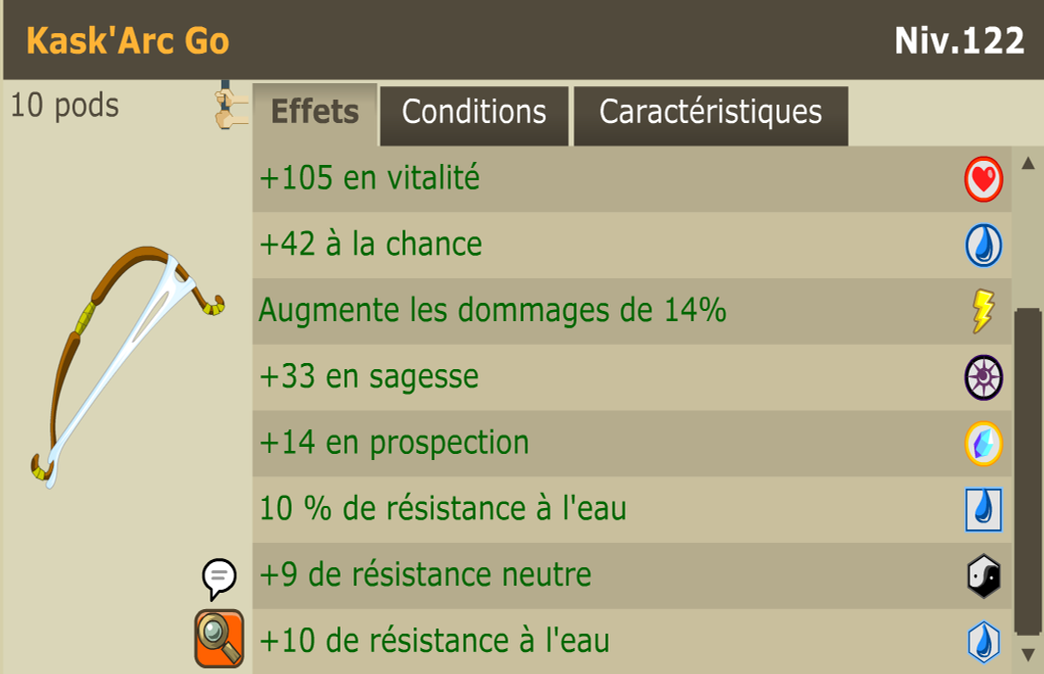 Kask'Arc Go
Niv.122
10 pods
Effets
Conditions
Caractéristiques
+105 en vitalité
+42 à la chance
Augmente les dommages de 14%
+33 en sagesse
+14 en prospection
10 % de résistance à l'eau
+9 de résistance neutre
+10 de résistance à l'eau